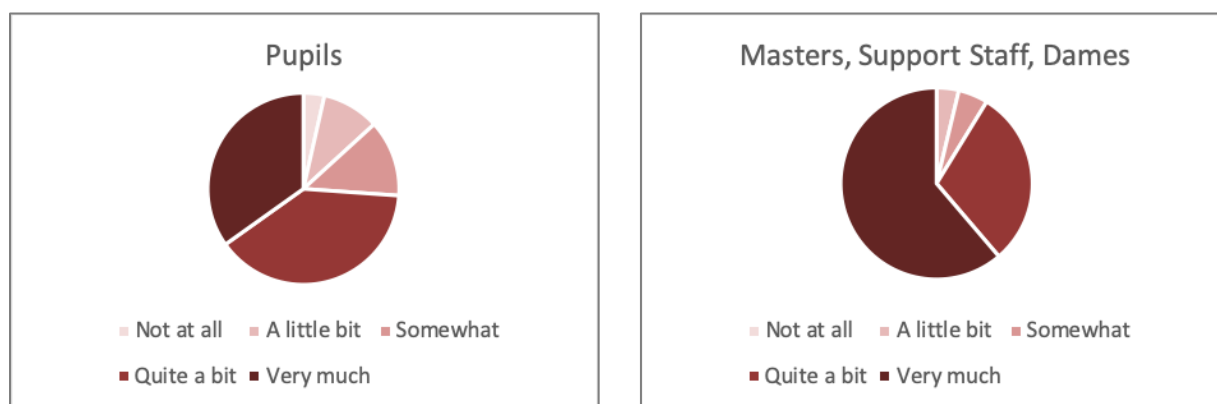 Pupils
Not at all
A little bit
Somewhat
Quite a bit
Very much
Masters, Support Staff, Dames
Not at all
A little bit
Somewhat
Quite a bit
Very much